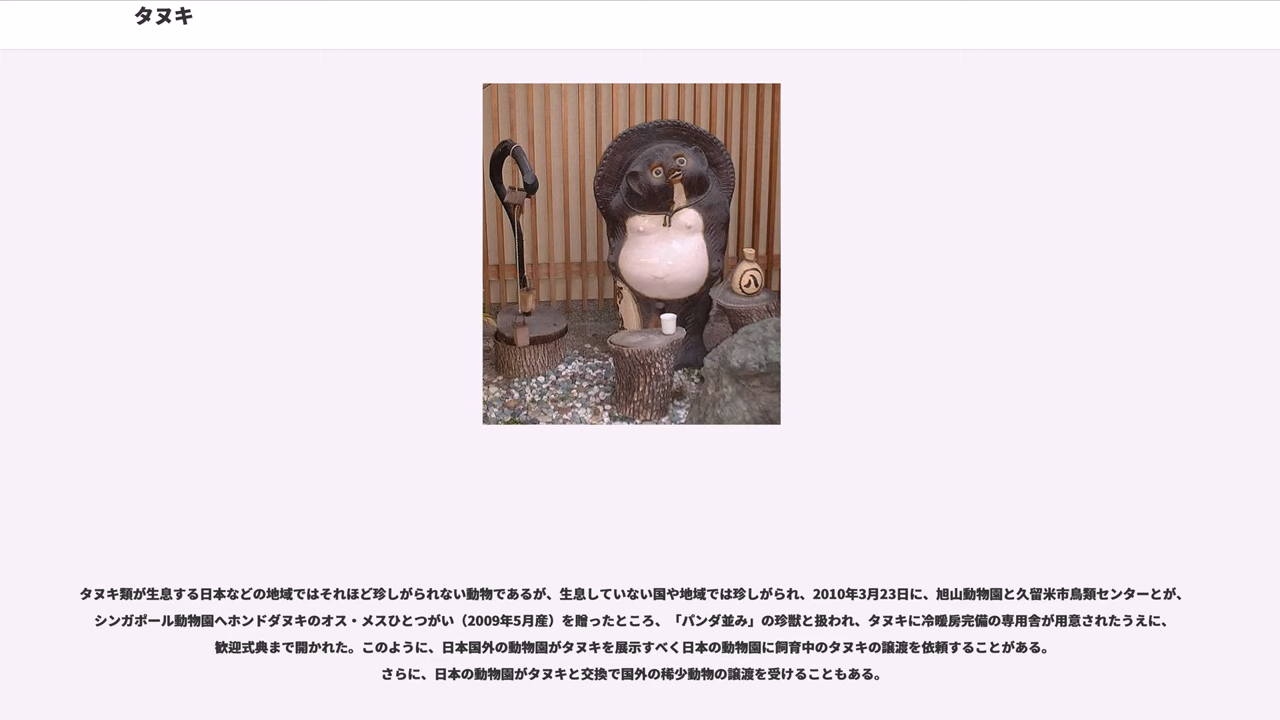 タヌキ
八
タヌキ類が生息する日本などの地域ではそれほど珍しがられない動物であるが、生息していない国や地域では珍しがられ、2010年3月23日に、旭山動物園と久留米市鳥類センターとが、
シンガポール動物園へホンドダヌキのオス・メスひとつがい（2009年5月産）を贈ったところ、「パンダ並み」の珍獣と扱われ、タヌキに冷暖房完備の専用舎が用意されたうえに、
歓迎式典まで開かれた。このように、日本国外の動物園がタヌキを展示すべく日本の動物園に飼育中のタヌキの譲渡を依頼することがある。
さらに、日本の動物園がタヌキと交換で国外の稀少動物の譲渡を受けることもある。